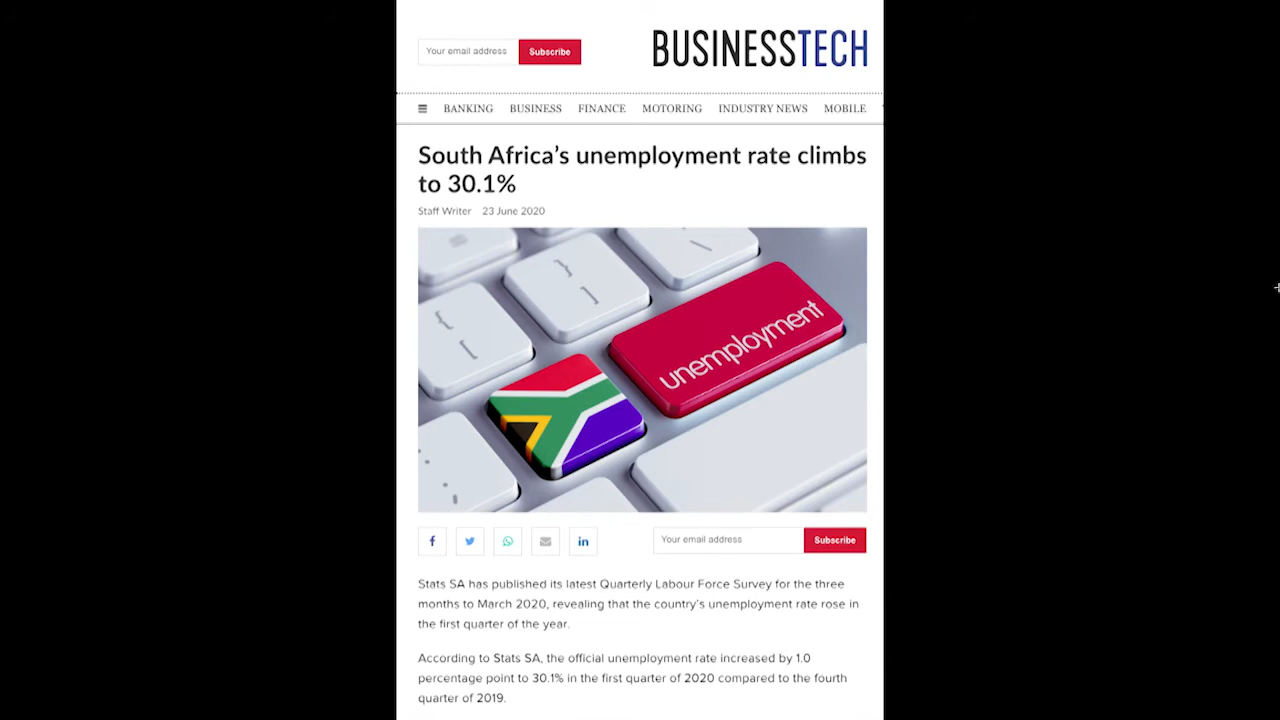 Your email address Subscribe
BUSINESSTECH
BANKING BUSINESS FINANCE MOTORING INDUSTRY NEWS MOBILE
South Africa's unemployment rate climbs
to 30.1%
Staff Writer 23 June 2020
unemployment
Your email address Subscribe
Stats SA has published its latest Quarterly Labour Force Survey for the three
months to March 2020, revealing that the country's unemployment rate rose in
the first quarter of the year.
According to Stats SA, the official unemployment rate increased by 1.0
percentage point to 30.1% in the first quarter of 2020 compared to the fourth
quarter of 2019.